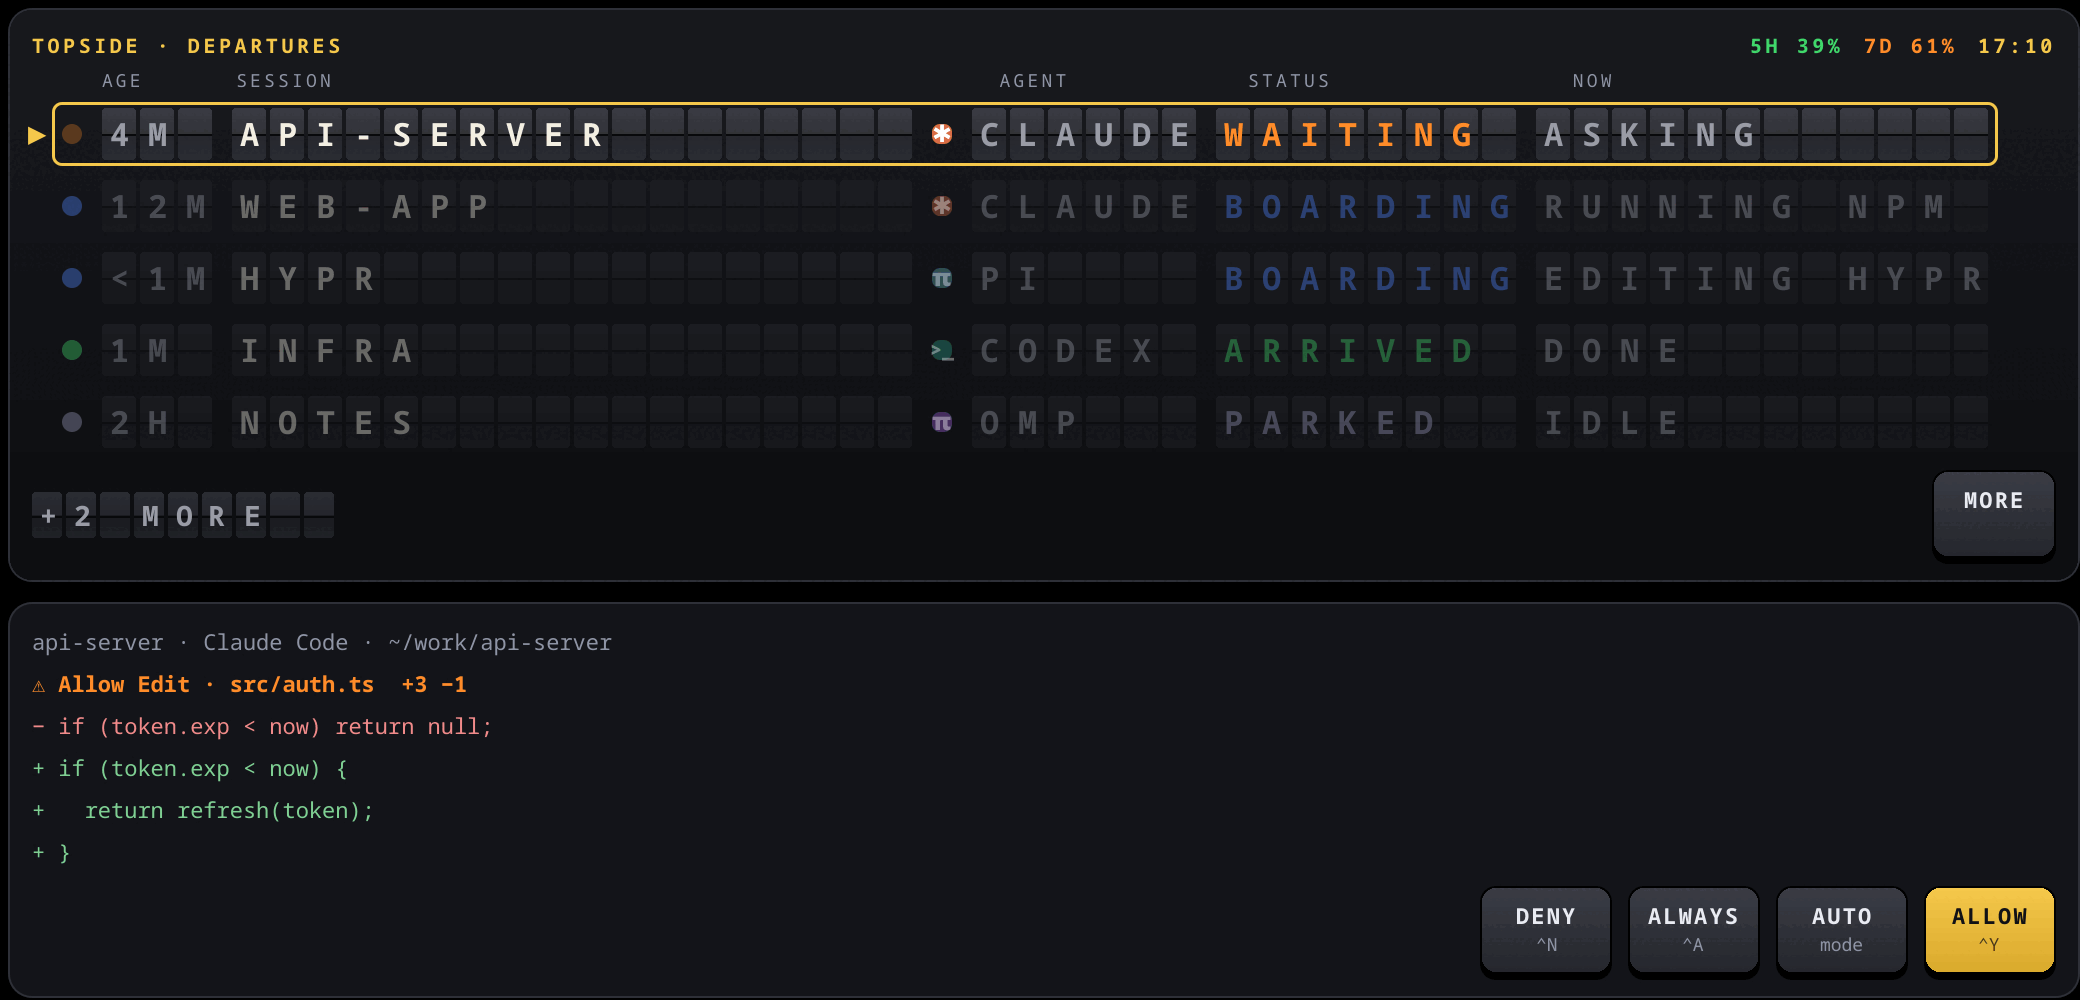 TOPSIDE · DEPARTURES 5H 39% 7D 61% 17:10
AGE SESSION AGENT STATUS NOW
▶ 4M API-SERVER CLAUDE WAITING ASKING
12M WEB-APP CLAUDE BOARDING RUNNING NPM
<1M HYPR π PI BOARDING EDITING HYPR
1M INFRA >_ CODEX ARRIVED DONE
2H NOTES π OMP PARKED IDLE
+2 MORE MORE
api-server · Claude Code · ~/work/api-server
⚠ Allow Edit · src/auth.ts +3 −1
− if (token.exp < now) return null;
+ if (token.exp < now) {
+   return refresh(token);
+ }
DENY ALWAYS AUTO ALLOW
^N ^A mode ^Y